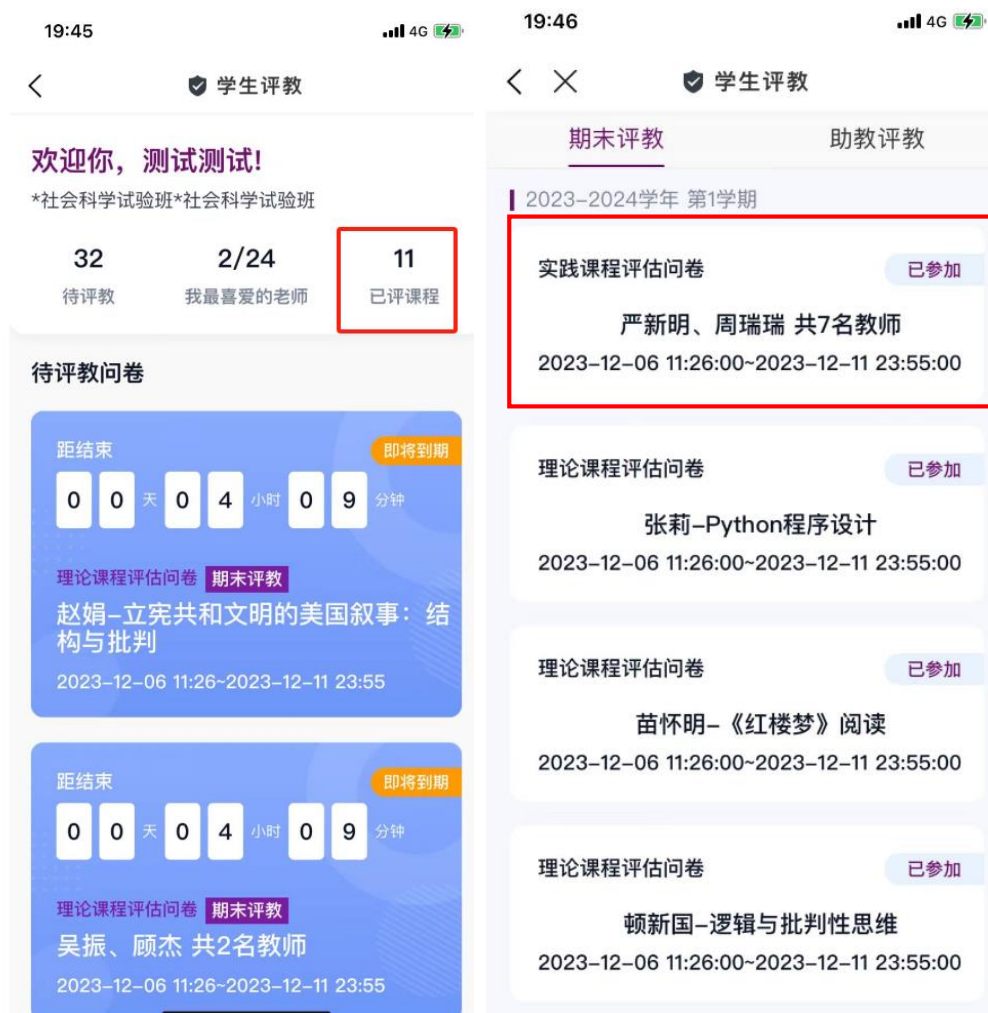 19:45
4G
学生评教
欢迎你，测试测试!
*社会科学试验班*社会科学试验班
32
2/24
11
待评教
我最喜爱的老师
已评课程
待评教问卷
距结束
即将到期
0 0 天 0 4 小时 0 9 分钟
理论课程评估问卷 期末评教
赵娟–立宪共和文明的美国叙事：结
构与批判
2023–12–06 11:26~2023–12–11 23:55
距结束
即将到期
0 0 天 0 4 小时 0 9 分钟
理论课程评估问卷 期末评教
吴振、顾杰 共2名教师
2023–12–06 11:26~2023–12–11 23:55
19:46
4G
学生评教
期末评教
助教评教
2023–2024学年 第1学期
实践课程评估问卷
已参加
严新明、周瑞瑞 共7名教师
2023–12–06 11:26:00~2023–12–11 23:55:00
理论课程评估问卷
已参加
张莉–Python程序设计
2023–12–06 11:26:00~2023–12–11 23:55:00
理论课程评估问卷
已参加
苗怀明–《红楼梦》阅读
2023–12–06 11:26:00~2023–12–11 23:55:00
理论课程评估问卷
已参加
顿新国–逻辑与批判性思维
2023–12–06 11:26:00~2023–12–11 23:55:00